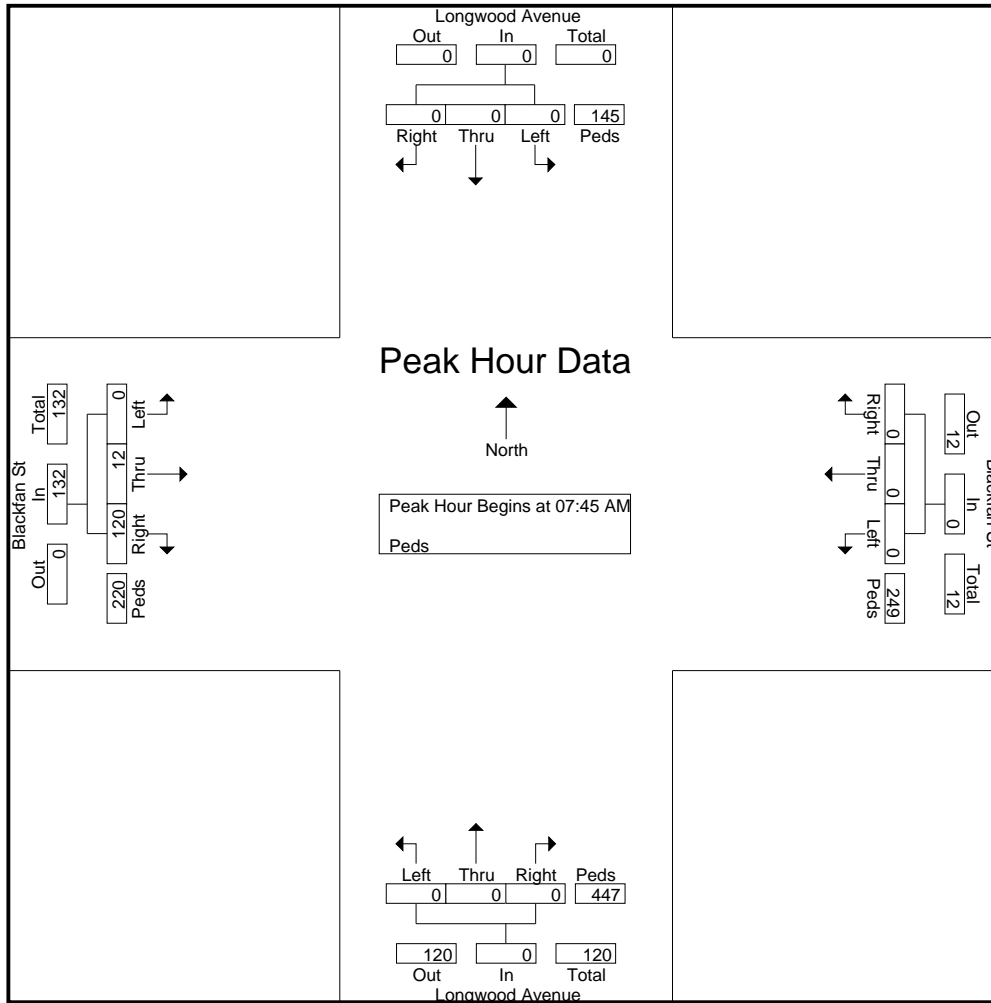 Longwood Avenue
Out In Total
0 0 0
0 0 0 145
Right Thru Left Peds
Peak Hour Data
North
Peak Hour Begins at 07:45 AM
Peds
Blackfan St
Total In Out
132 132 0
0 12 120 220
Left Thru Right Peds
Right Thru Left Peds
0 0 0 249
Out In Total
12 0 12
Blackfan St
Left Thru Right Peds
0 0 0 447
120 0 120
Out In Total
Longwood Avenue